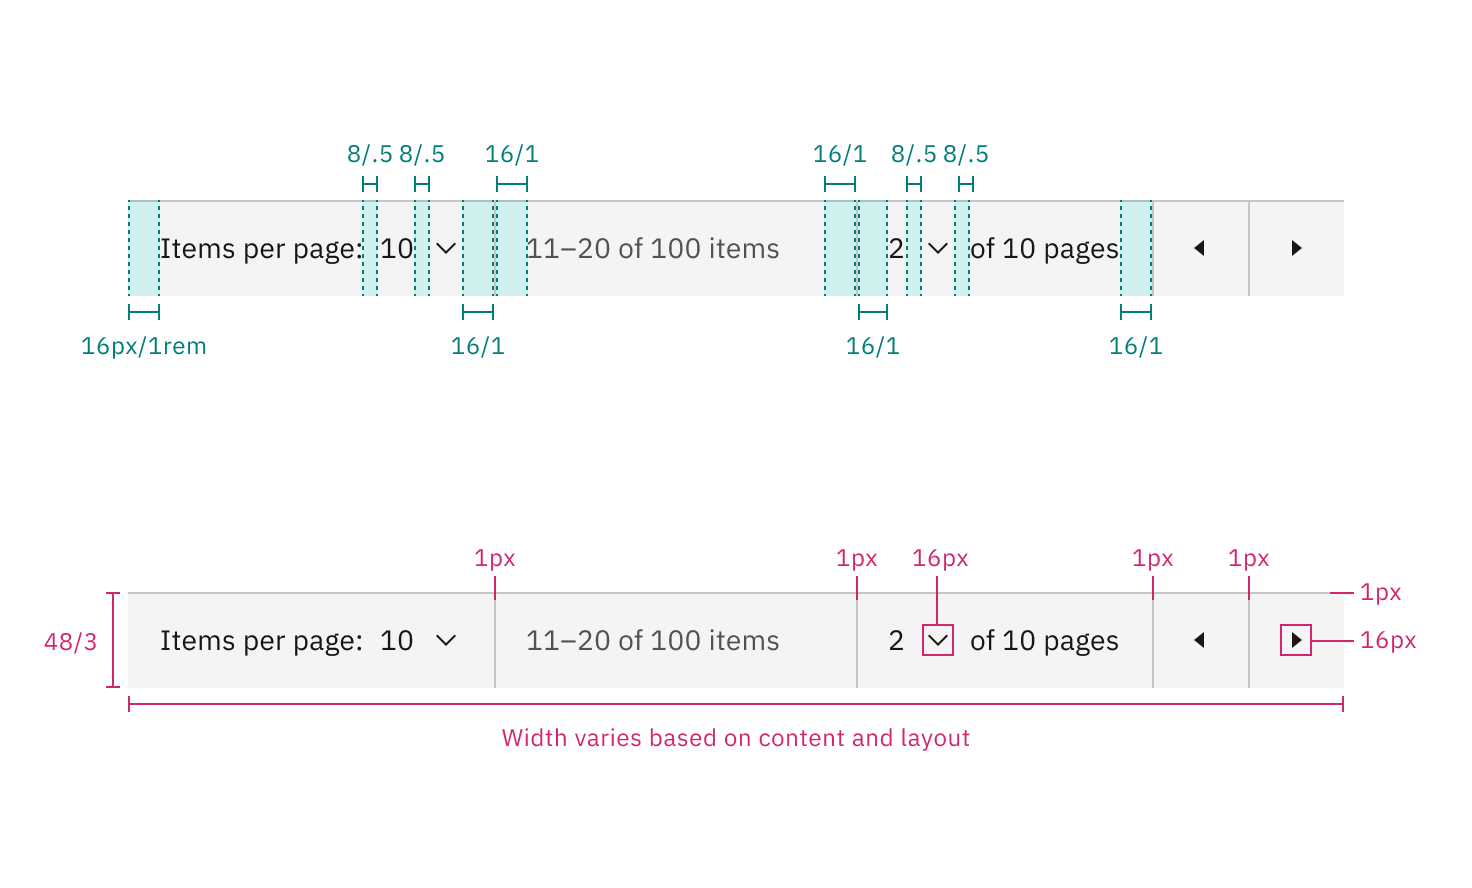 8/.5 8/.5 16/1 16/1 8/.5 8/.5
Items per page: 10 11–20 of 100 items 2 of 10 pages
16px/1rem 16/1 16/1 16/1
1px 1px 16px 1px 1px
1px
48/3 Items per page: 10 11–20 of 100 items 2 of 10 pages 16px
Width varies based on content and layout